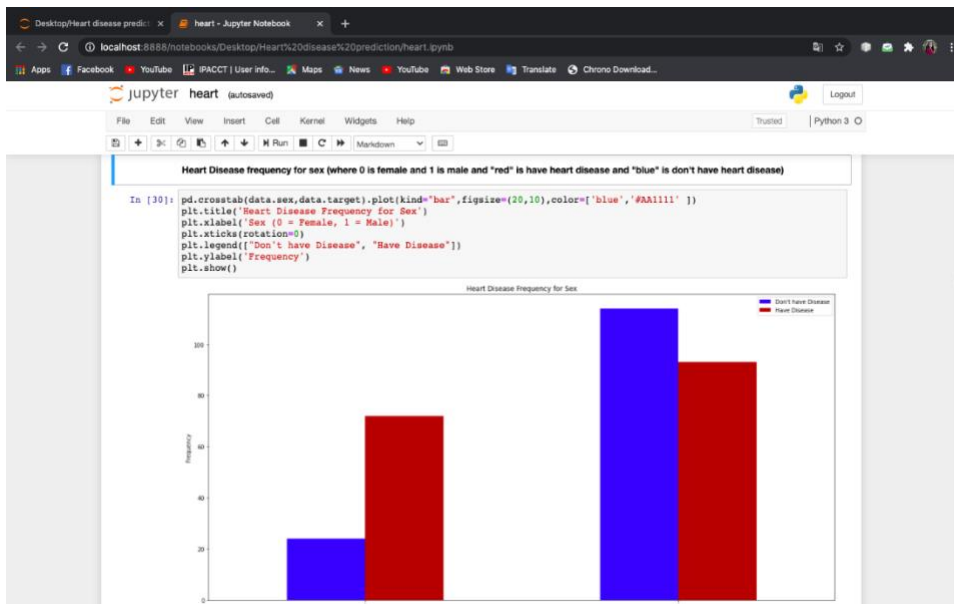 Desktop/Heart disease predict
heart - Jupyter Notebook
localhost:8888/notebooks/Desktop/Heart%20disease%20prediction/heart.ipynb
Apps Facebook YouTube IPACCT | User info... Maps News YouTube Web Store Translate Chrono Download...
jupyter heart (autosaved)
Logout
File Edit View Insert Cell Kernel Widgets Help
Trusted Python 3
Run Markdown
Heart Disease frequency for sex (where 0 is female and 1 is male and "red" is have heart disease and "blue" is don't have heart disease)
In [30]: pd.crosstab(data.sex,data.target).plot(kind="bar",figsize=(20,10),color=['blue','#AA1111' ])
plt.title('Heart Disease Frequency for Sex')
plt.xlabel('Sex (0 = Female, 1 = Male)')
plt.xticks(rotation=0)
plt.legend(["Don't have Disease", "Have Disease"])
plt.ylabel('Frequency')
plt.show()
Heart Disease Frequency for Sex
Don't have Disease
Have Disease
100
80
60
40
20
0
Frequency